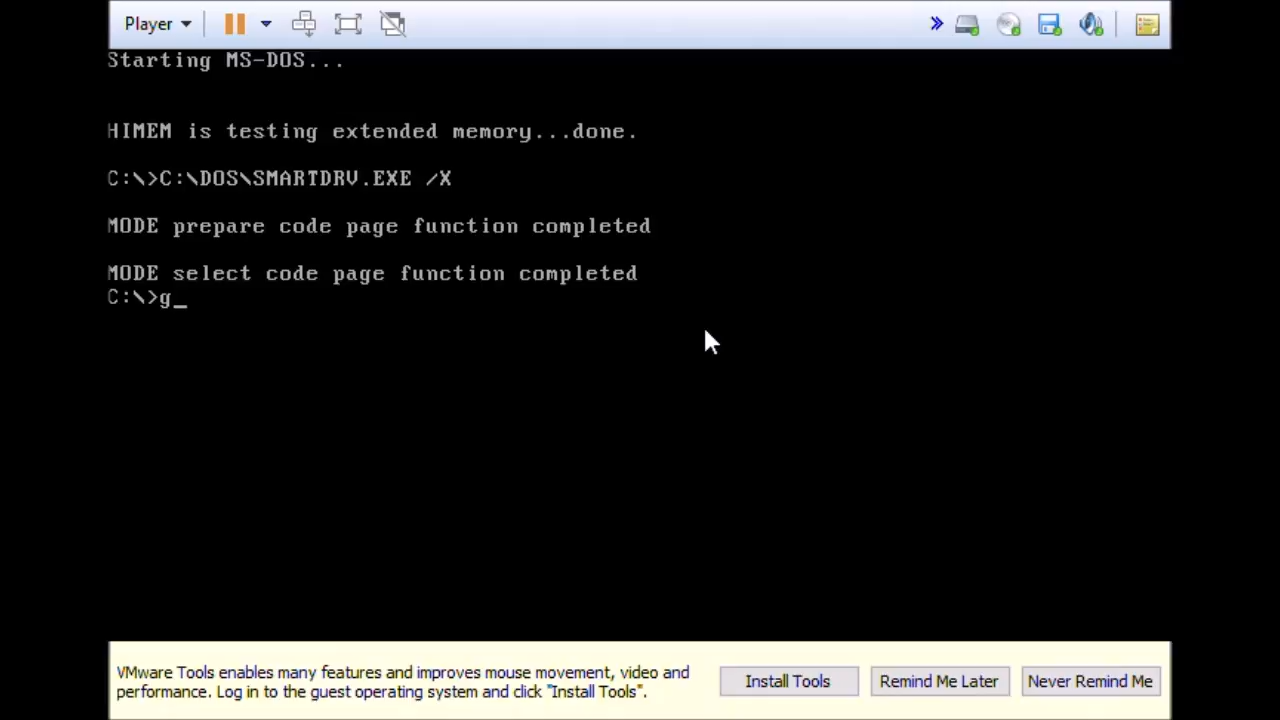 Player
Starting MS-DOS...
HIMEM is testing extended memory...done.
C:\>C:\DOS\SMARTDRV.EXE /X
MODE prepare code page function completed
MODE select code page function completed
C:\>g_
VMware Tools enables many features and improves mouse movement, video and
performance. Log in to the guest operating system and click "Install Tools".
Install Tools
Remind Me Later
Never Remind Me